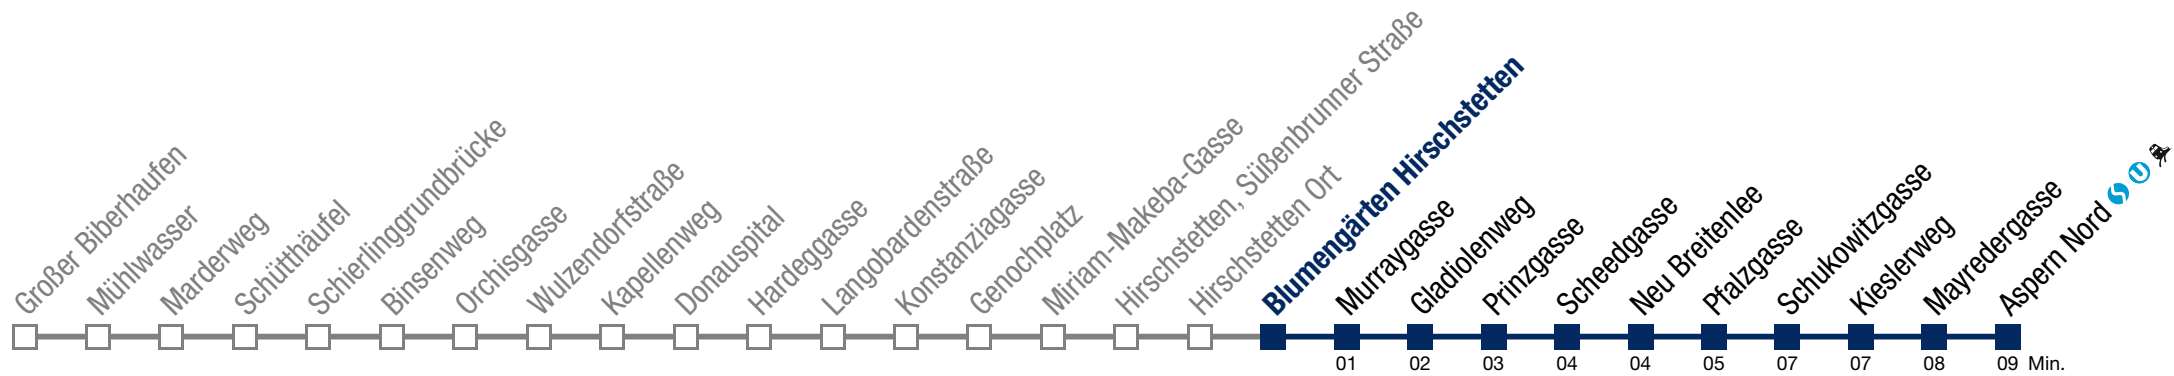 Großer Biberhaufen
Mühlwasser
Marderweg
Schütthäufel
Schierlinggrundbrücke
Binsenweg
Orchisgasse
Wulzendorfstraße
Kapellenweg
Donauspital
Hardeggasse
Langobardenstraße
Konstanziagasse
Genochplatz
Miriam-Makeba-Gasse
Hirschstetten, Süßenbrunner Straße
Hirschstetten Ort
Blumengärten Hirschstetten
Murraygasse
Gladiolenweg
Prinzgasse
Scheedgasse
Neu Breitenlee
Pfalzgasse
Schukowitzgasse
Kieslerweg
Mayredergasse
Aspern Nord S U
01 02 03 04 04 05 07 07 08 09 Min.